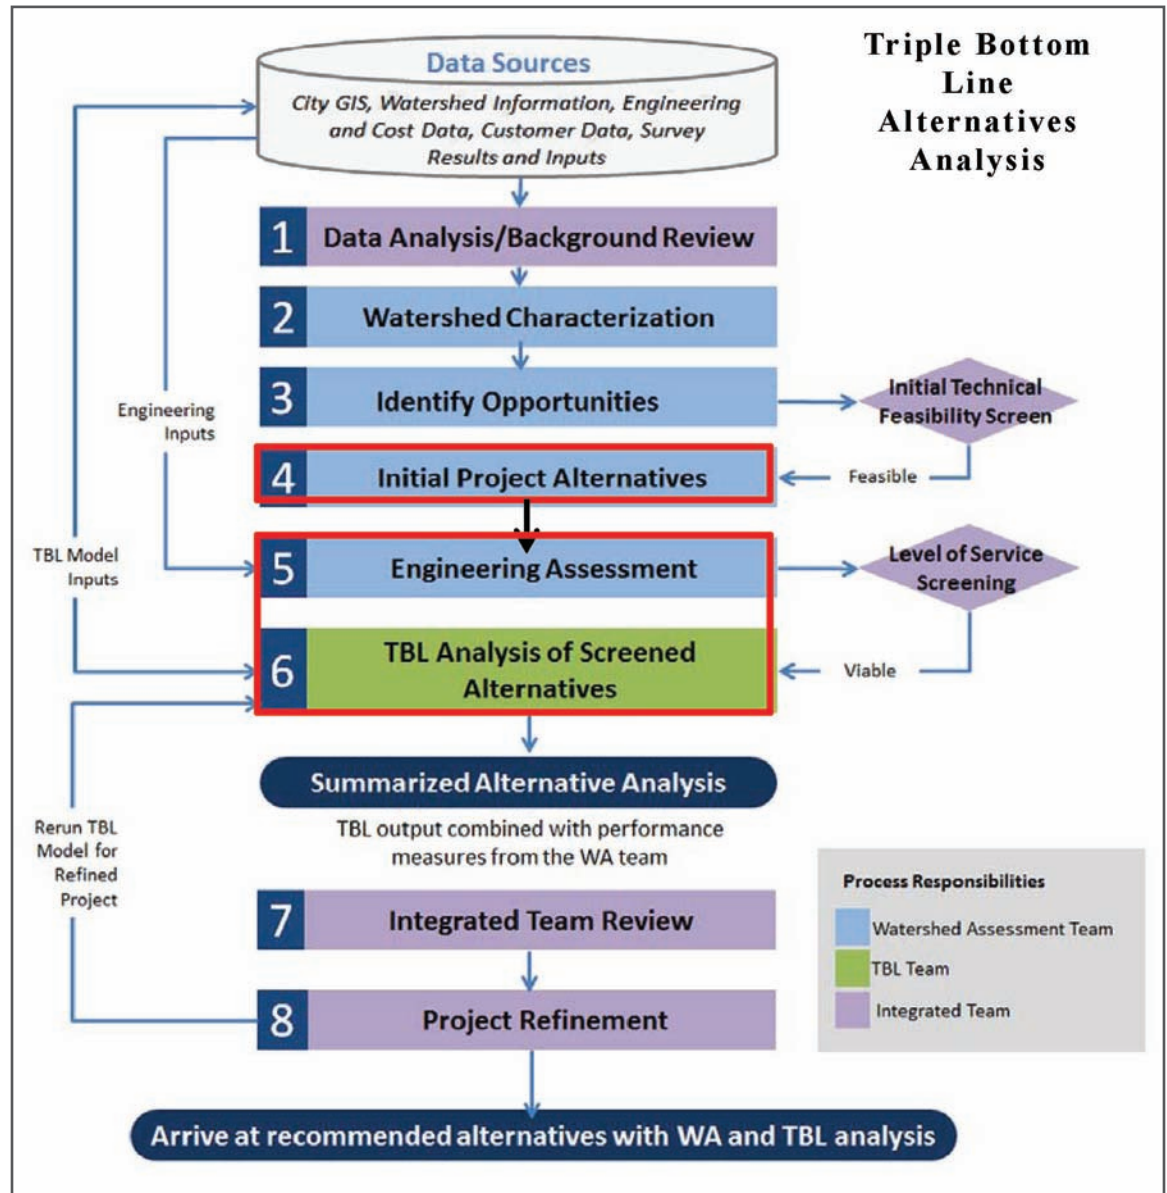 Triple Bottom
Line
Alternatives
Analysis
Data Sources
City GIS, Watershed Information, Engineering
and Cost Data, Customer Data, Survey
Results and Inputs
1 Data Analysis/Background Review
2 Watershed Characterization
3 Identify Opportunities
Initial Technical
Feasibility Screen
Engineering
Inputs
4 Initial Project Alternatives
Feasible
TBL Model
Inputs
5 Engineering Assessment
Level of Service
Screening
6 TBL Analysis of Screened
Alternatives
Viable
Summarized Alternative Analysis
TBL output combined with performance
measures from the WA team
Rerun TBL
Model for
Refined
Project
7 Integrated Team Review
8 Project Refinement
Process Responsibilities
Watershed Assessment Team
TBL Team
Integrated Team
Arrive at recommended alternatives with WA and TBL analysis